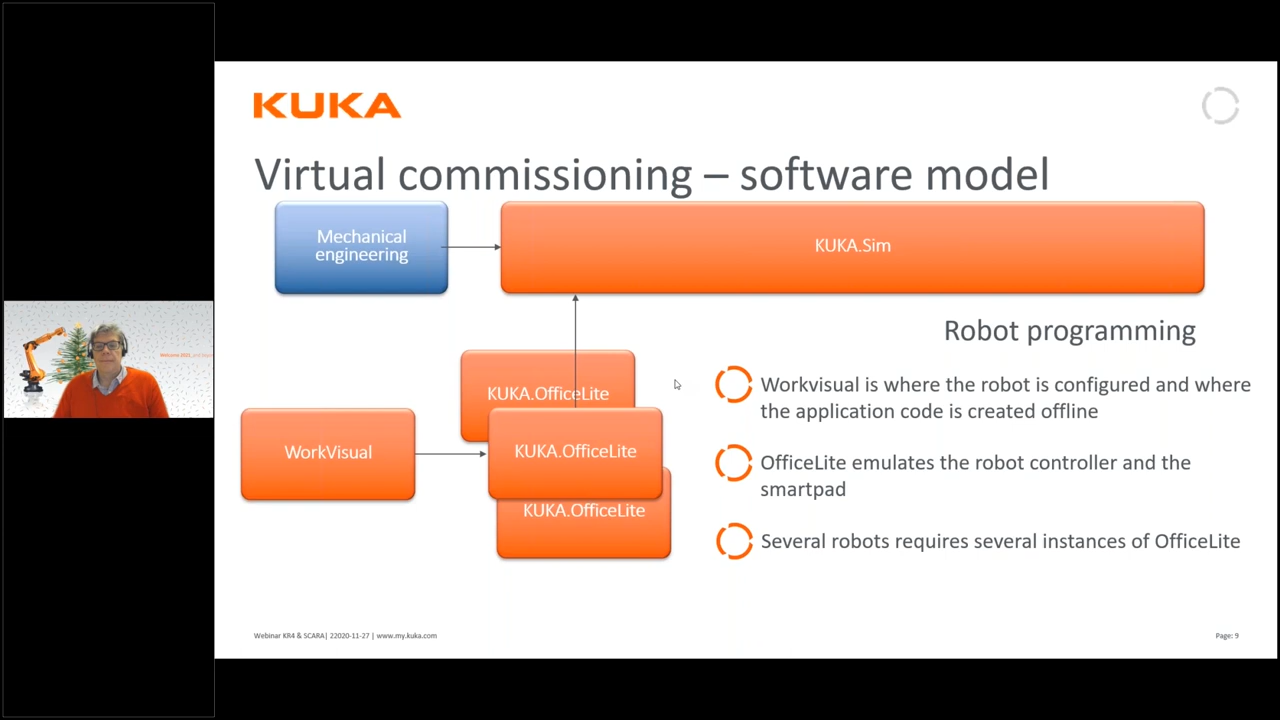 KUKA
Virtual commissioning – software model
Mechanical
engineering
KUKA.Sim
Robot programming
KUKA.OfficeLite
WorkVisual
KUKA.OfficeLite
KUKA.OfficeLite
Workvisual is where the robot is configured and where
the application code is created offline
OfficeLite emulates the robot controller and the
smartpad
Several robots requires several instances of OfficeLite
Welcome 2021,
Webinar KR4 & SCARA| 22020-11-27 | www.my.kuka.com
Page: 9